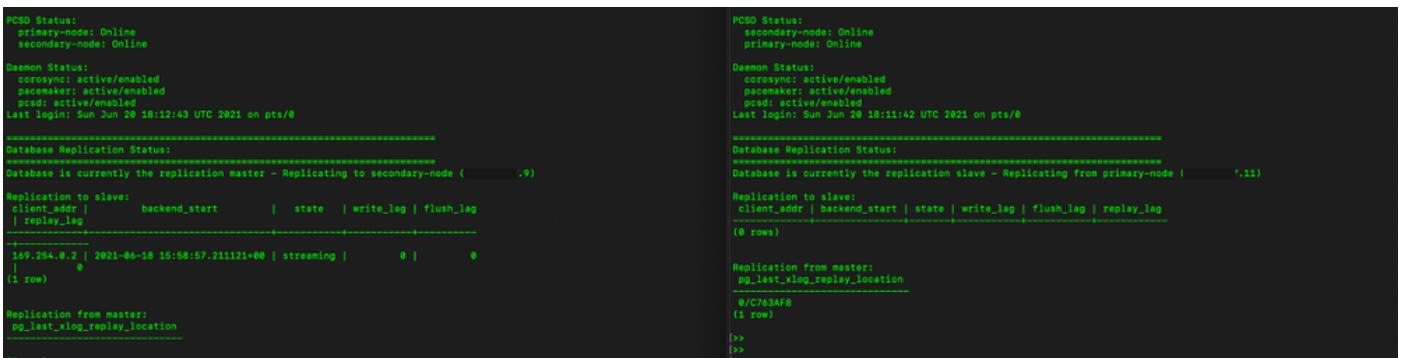 PCSD Status:
  primary-node: Online
  secondary-node: Online
Daemon Status:
  corosync: active/enabled
  pacemaker: active/enabled
  pcsd: active/enabled
Last login: Sun Jun 20 18:12:43 UTC 2021 on pts/0
========================================================================
Database Replication Status:
========================================================================
Database is currently the replication master - Replicating to secondary-node ( .9)
Replication to slave:
 client_addr |         backend_start         |   state   | write_lag | flush_lag
 | replay_lag
-------------+-------------------------------+-----------+-----------+----------
-+------------
 169.254.0.2 | 2021-06-18 15:58:57.211121+00 | streaming |         0 |         0
 |          0
(1 row)
Replication from master:
 pg_last_xlog_replay_location
------------------------------
PCSD Status:
  secondary-node: Online
  primary-node: Online
Daemon Status:
  corosync: active/enabled
  pacemaker: active/enabled
  pcsd: active/enabled
Last login: Sun Jun 20 18:11:42 UTC 2021 on pts/0
========================================================================
Database Replication Status:
========================================================================
Database is currently the replication slave - Replicating from primary-node ( .11)
Replication to slave:
 client_addr | backend_start | state | write_lag | flush_lag | replay_lag
-------------+---------------+-------+-----------+-----------+------------
(0 rows)
Replication from master:
 pg_last_xlog_replay_location
------------------------------
 0/C763AF8
(1 row)
[>>
[>>